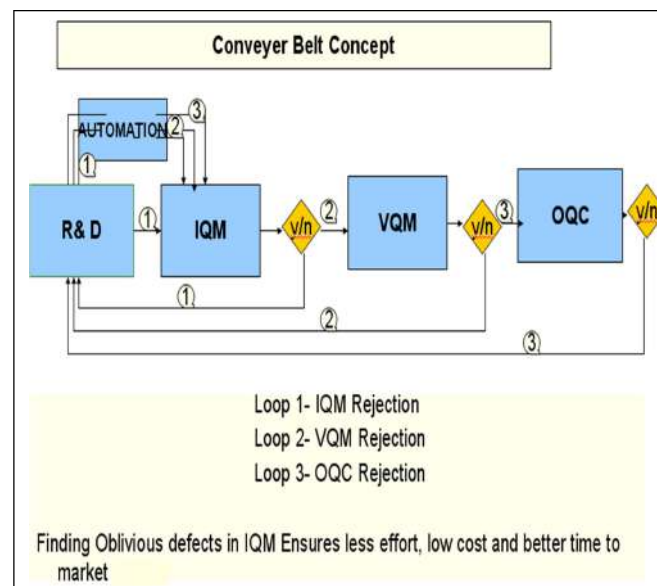 Conveyer Belt Concept
3
AUTOMATION
2
1
R& D
1
IQM
y/n
2
VQM
y/n
3
OQC
y/n
1
2
3
Loop 1- IQM Rejection
Loop 2- VQM Rejection
Loop 3- OQC Rejection
Finding Oblivious defects in IQM Ensures less effort, low cost and better time to
market